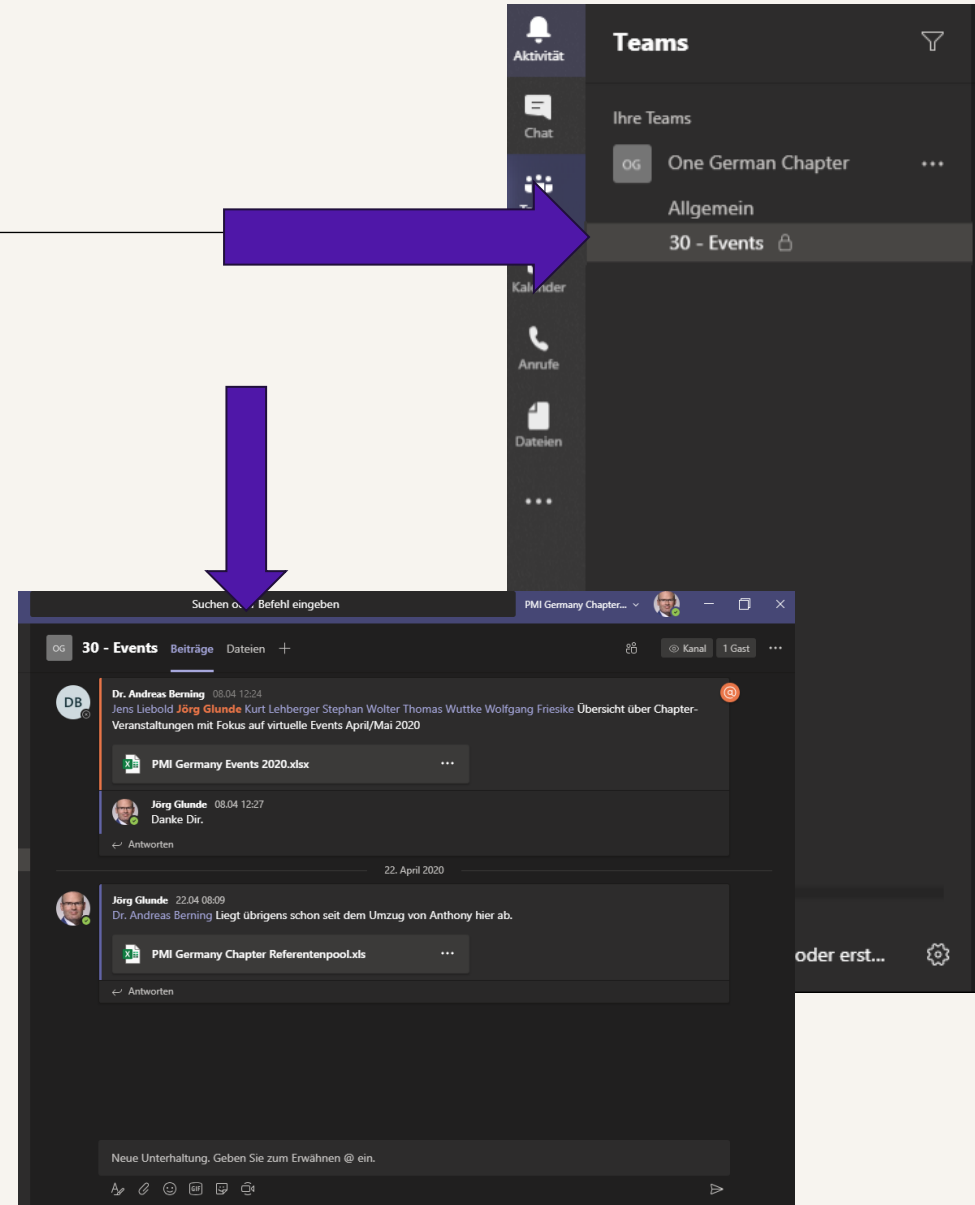 Aktivität
Chat
Kalender
Anrufe
Dateien
Teams
Ihre Teams
OG One German Chapter
Allgemein
30 - Events
oder erst...
Suchen Befehl eingeben
PMI Germany Chapter...
OG 30 - Events Beiträge Dateien
Kanal 1 Gast
DB Dr. Andreas Berning 08.04 12:24
Jens Liebold Jörg Glunde Kurt Lehberger Stephan Wolter Thomas Wuttke Wolfgang Friesike Übersicht über Chapter-
Veranstaltungen mit Fokus auf virtuelle Events April/Mai 2020
PMI Germany Events 2020.xlsx
Jörg Glunde 08.04 12:27
Danke Dir.
Antworten
22. April 2020
Jörg Glunde 22.04 08:09
Dr. Andreas Berning Liegt übrigens schon seit dem Umzug von Anthony hier ab.
PMI Germany Chapter Referentenpool.xls
Antworten
Neue Unterhaltung. Geben Sie zum Erwähnen @ ein.
GIF